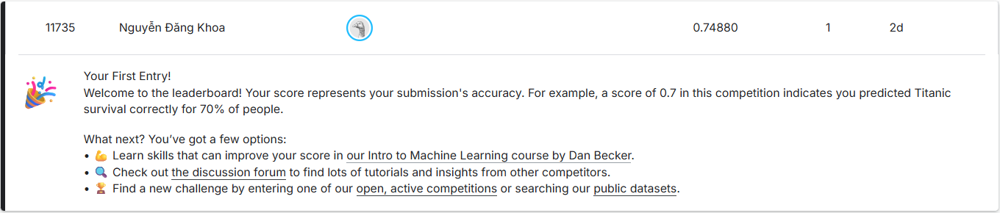 11735 Nguyễn Đăng Khoa 0.74880 1 2d
Your First Entry!
Welcome to the leaderboard! Your score represents your submission's accuracy. For example, a score of 0.7 in this competition indicates you predicted Titanic
survival correctly for 70% of people.
What next? You’ve got a few options:
• 💪 Learn skills that can improve your score in our Intro to Machine Learning course by Dan Becker.
• 🔍 Check out the discussion forum to find lots of tutorials and insights from other competitors.
• 🏆 Find a new challenge by entering one of our open, active competitions or searching our public datasets.